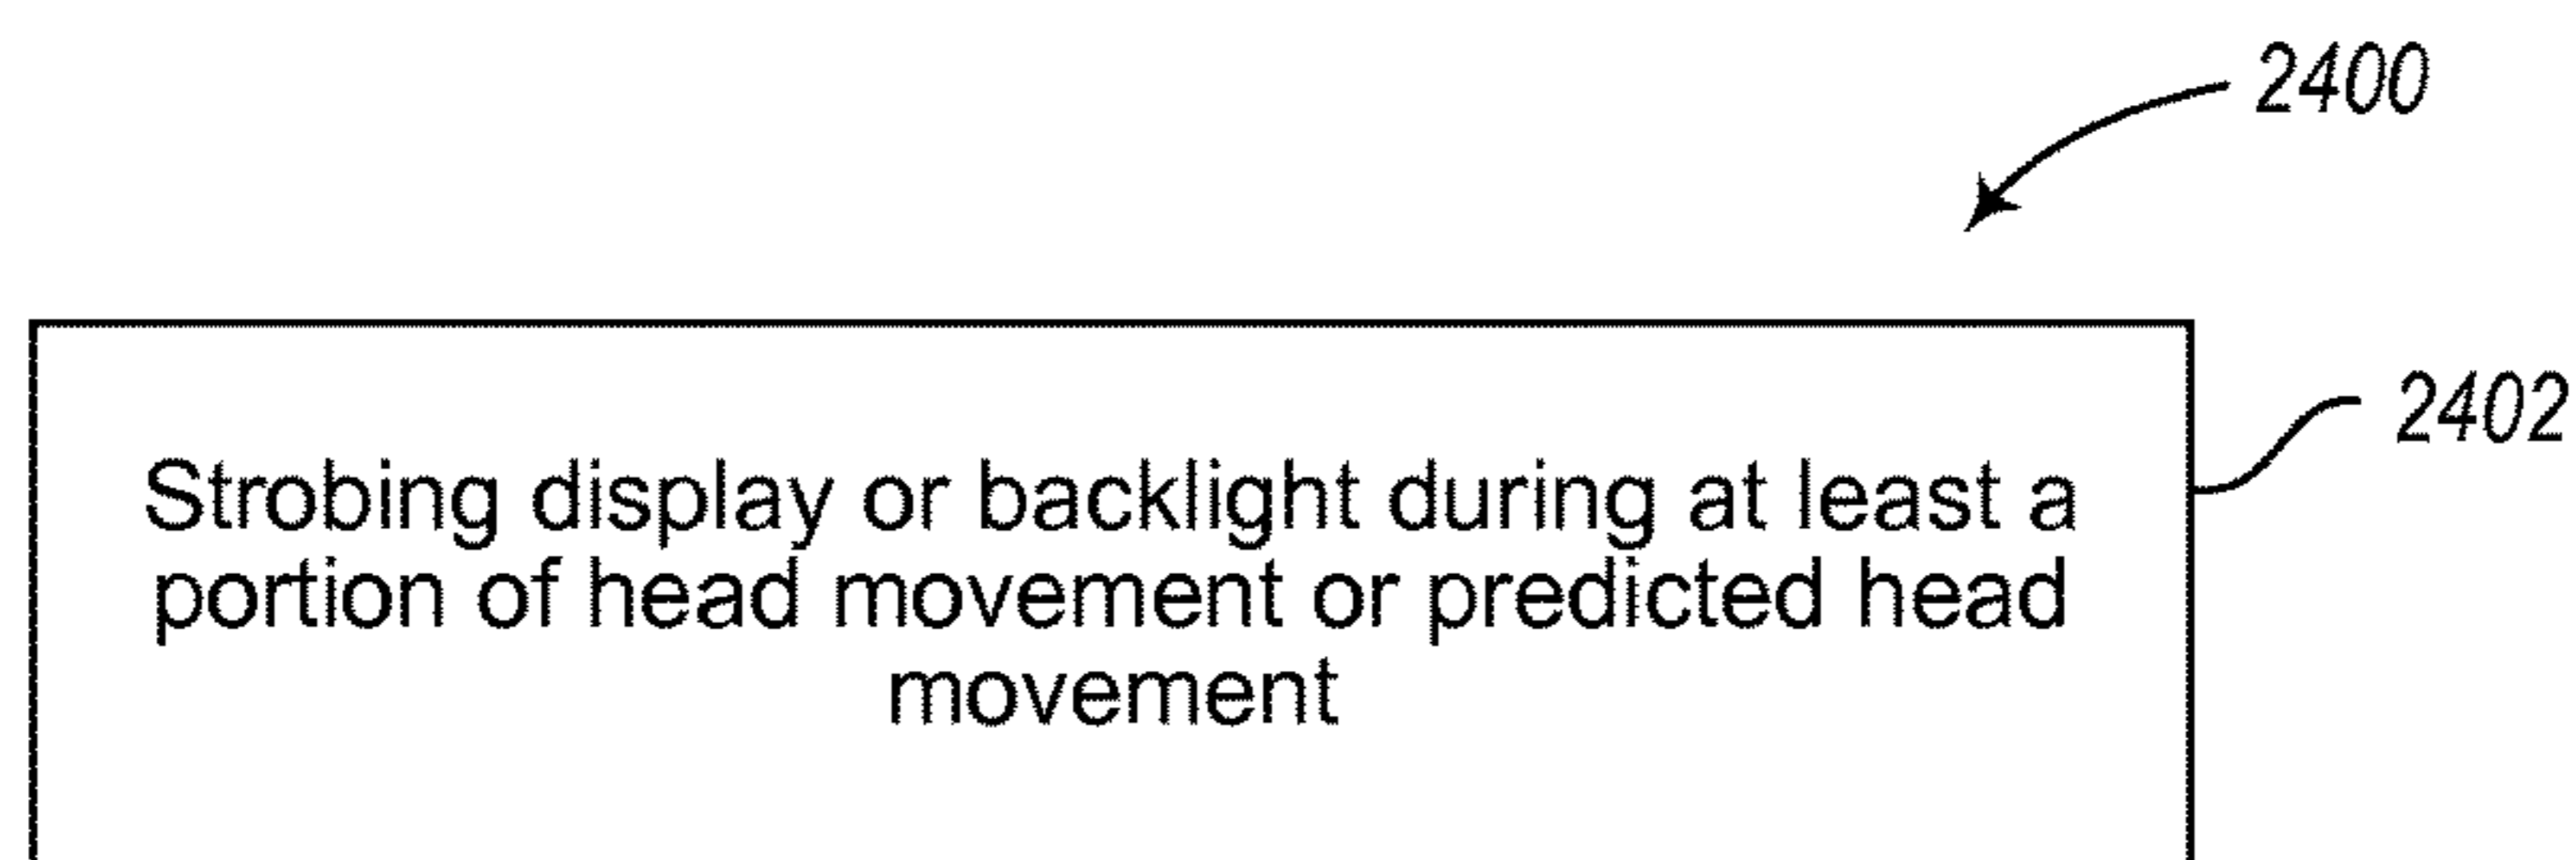 2400
2402
Strobing display or backlight during at least a
portion of head movement or predicted head
movement